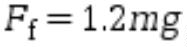 F_f = 1.2mg